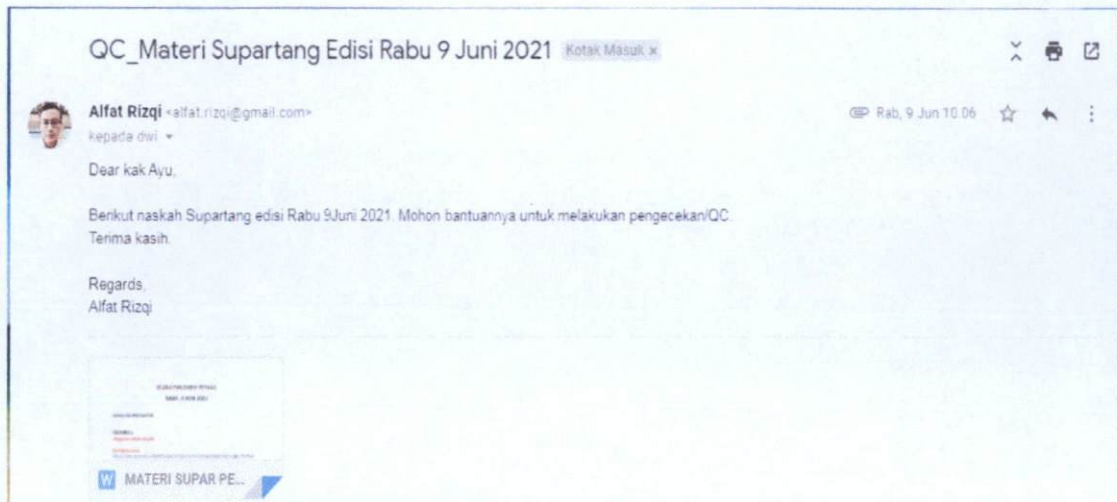 QC_Materi Supartang Edisi Rabu 9 Juni 2021 Kotak Masuk x
Alfat Rizqi <alfat.rizqi@gmail.com>
Rab, 9 Jun 10.06
kepada dwi
Dear kak Ayu,
Berikut naskah Supartang edisi Rabu 9Juni 2021. Mohon bantuannya untuk melakukan pengecekan/QC.
Terima kasih.
Regards,
Alfat Rizqi
W MATERI SUPAR PE...